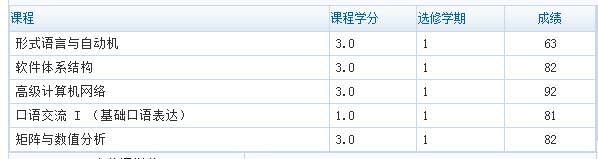 课程 课程学分 选修学期 成绩
形式语言与自动机 3.0 1 63
软件体系结构 3.0 1 82
高级计算机网络 3.0 1 92
口语交流 I （基础口语表达） 1.0 1 81
矩阵与数值分析 3.0 1 82